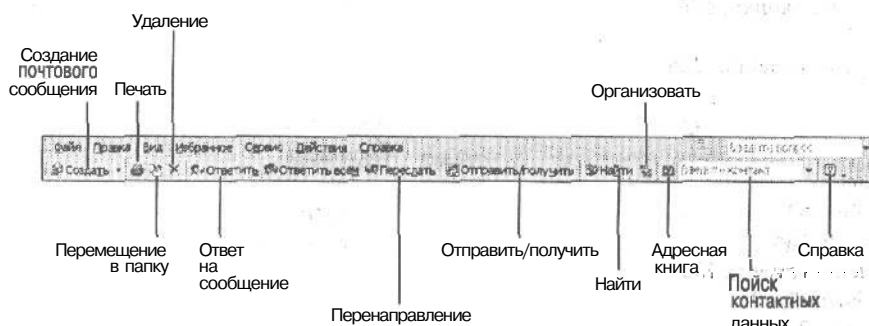 Удаление
Создание
почтового
сообщения
Печать
Организовать
Файл Правка Вид Избранное Сервис Действия Справка
Создать Ответить Ответить всем Переслать Отправить/получить Найти
Перемещение
в папку
Ответ
на
сообщение
Перенаправление
Отправить/получить
Найти
Адресная
книга
Поиск
контактных
данных
Справка